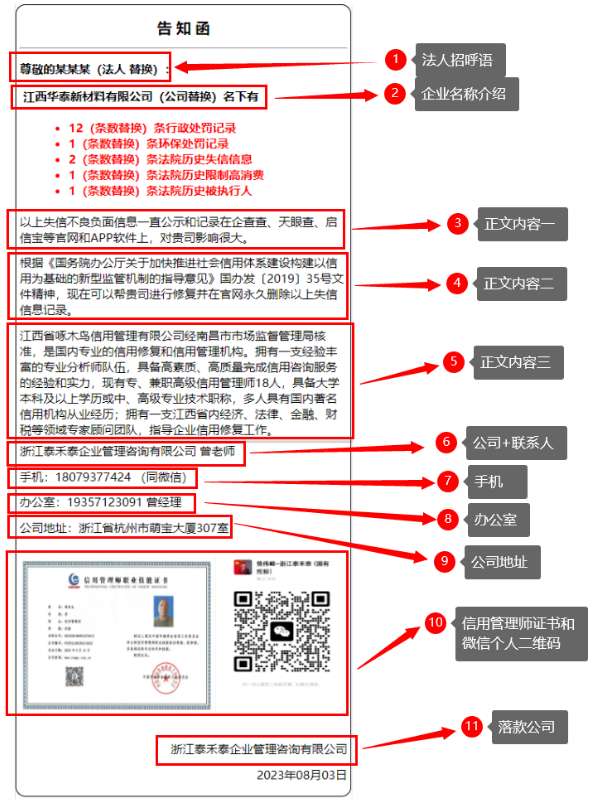 告知函
尊敬的某某某（法人 替换）：
1 法人招呼语
江西华泰新材料有限公司（公司替换）名下有
2 企业名称介绍
12（条数替换）条行政处罚记录
1（条数替换）条环保处罚记录
2（条数替换）条法院历史失信信息
1（条数替换）条法院历史限制高消费
1（条数替换）条法院历史被执行人
以上失信不良负面信息一直公示和记录在企查查、天眼查、启
信宝等官网和APP软件上，对贵司影响很大。
3 正文内容一
根据《国务院办公厅关于加快推进社会信用体系建设构建以信
用为基础的新型监管机制的指导意见》国办发〔2019〕35号文
件精神，现在可以帮贵司进行修复并在官网永久删除以上失信
信息记录。
4 正文内容二
江西省啄木鸟信用管理有限公司经南昌市市场监督管理局核
准，是国内专业的信用修复和信用管理机构。拥有一支经验丰
富的专业分析师队伍，具备高素质、高质量完成信用咨询服务
的经验和实力，现有专、兼职高级信用管理师18人，具备大学
本科及以上学历或中、高级专业技术职称，多人具有国内著名
信用机构从业经历；拥有一支江西省内经济、法律、金融、财
税等领域专家顾问团队，指导企业信用修复工作。
5 正文内容三
浙江泰禾泰企业管理咨询有限公司 曾老师
6 公司+联系人
手机：18079377424 （同微信）
7 手机
办公室：19357123091 曾经理
8 办公室
公司地址：浙江省杭州市萌宝大厦307室
9 公司地址
信用管理师职业技能证书
10 信用管理师证书和
微信个人二维码
浙江泰禾泰企业管理咨询有限公司
11 落款公司
2023年08月03日